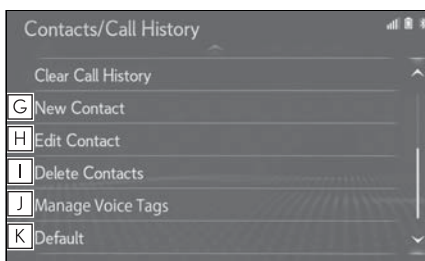 Contacts/Call History
Clear Call History
G New Contact
H Edit Contact
I Delete Contacts
J Manage Voice Tags
K Default